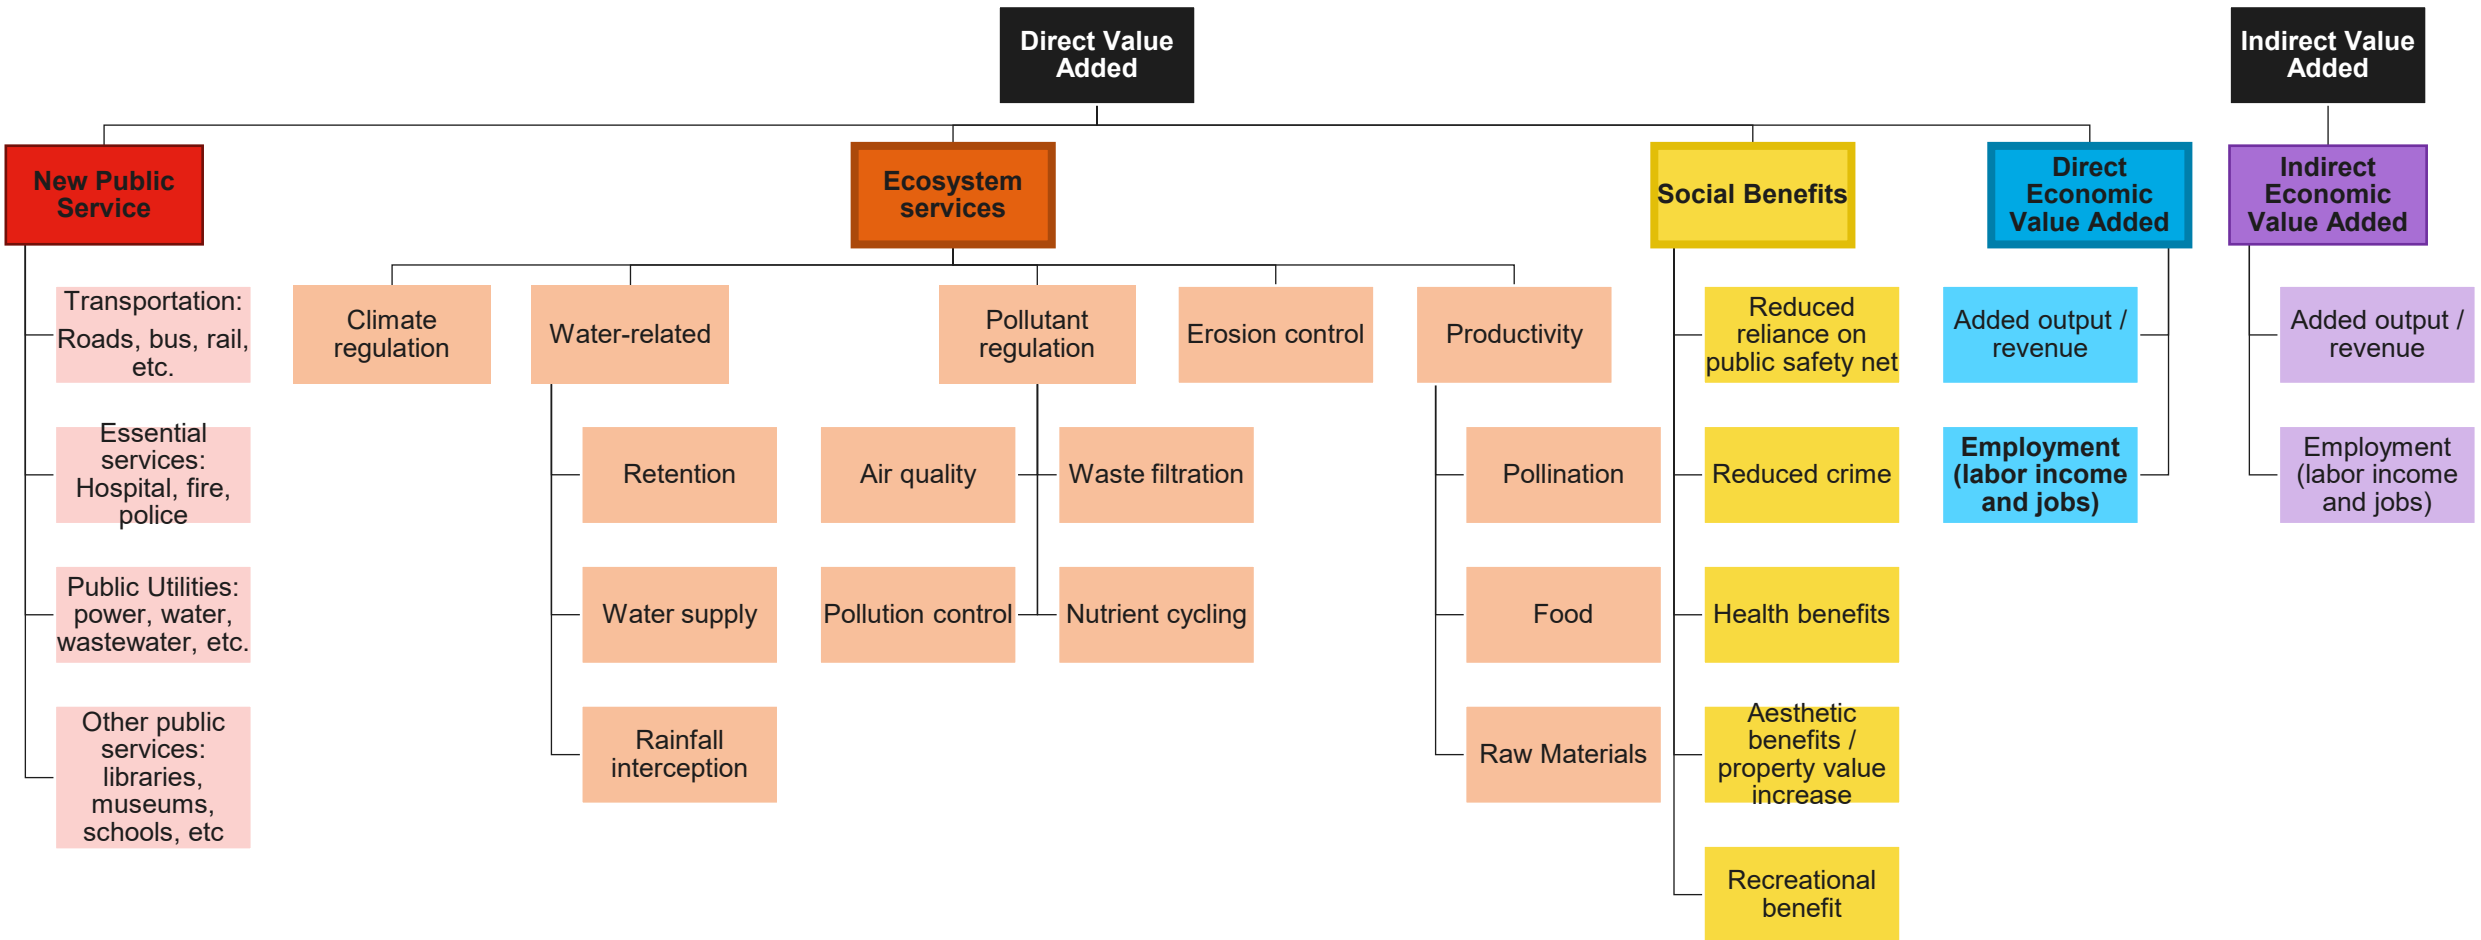 Direct Value
Added
Indirect Value
Added
New Public
Service
Ecosystem
services
Social Benefits
Direct
Economic
Value Added
Indirect
Economic
Value Added
Transportation:
Roads, bus, rail,
etc.
Essential
services:
Hospital, fire,
police
Public Utilities:
power, water,
wastewater, etc.
Other public
services:
libraries,
museums,
schools, etc
Climate
regulation
Water-related
Retention
Water supply
Rainfall
interception
Pollutant
regulation
Air quality
Waste filtration
Pollution control
Nutrient cycling
Erosion control
Productivity
Pollination
Food
Raw Materials
Reduced
reliance on
public safety net
Reduced crime
Health benefits
Aesthetic
benefits /
property value
increase
Recreational
benefit
Added output /
revenue
Employment
(labor income
and jobs)
Added output /
revenue
Employment
(labor income
and jobs)